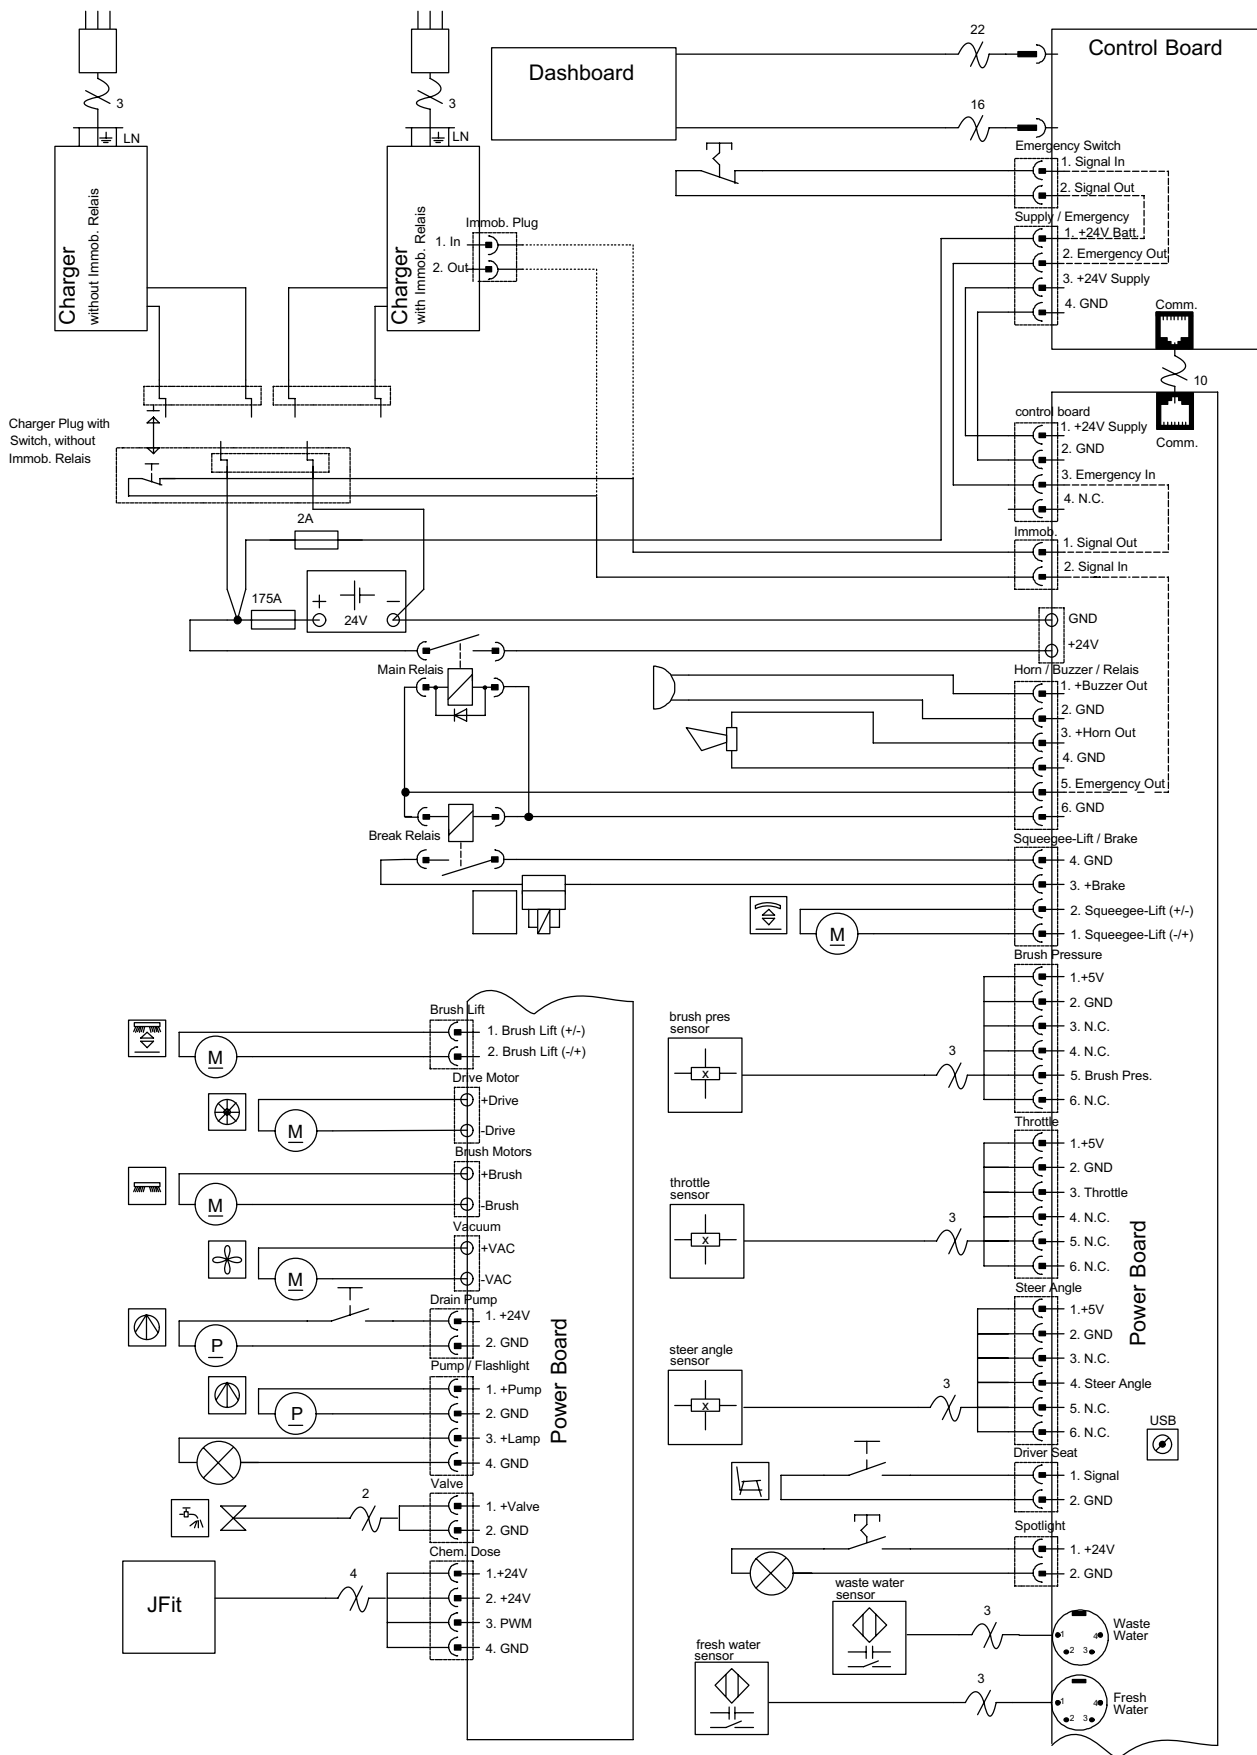 22
Dashboard
Control Board
3
3
16
LN
LN
Emergency Switch
1. Signal In
2. Signal Out
Charger
without Immob. Relais
Charger
with Immob. Relais
Immob. Plug
1. In
2. Out
Supply / Emergency
1. +24V Batt.
2. Emergency Out
3. +24V Supply
4. GND
Comm.
10
Comm.
Charger Plug with
Switch, without
Immob. Relais
control board
1. +24V Supply
2. GND
3. Emergency In
4. N.C.
2A
Immob.
1. Signal Out
2. Signal In
175A
+
−
24V
GND
+24V
Main Relais
Horn / Buzzer / Relais
1. +Buzzer Out
2. GND
3. +Horn Out
4. GND
5. Emergency Out
6. GND
Break Relais
Squeegee-Lift / Brake
4. GND
3. +Brake
2. Squeegee-Lift (+/-)
1. Squeegee-Lift (-/+)
M
Brush Pressure
1.+5V
2. GND
3. N.C.
4. N.C.
5. Brush Pres.
6. N.C.
brush pres
sensor
x
3
Throttle
1.+5V
2. GND
3. Throttle
4. N.C.
5. N.C.
6. N.C.
throttle
sensor
x
3
Power Board
Steer Angle
1.+5V
2. GND
3. N.C.
4. Steer Angle
5. N.C.
6. N.C.
steer angle
sensor
x
3
USB
Driver Seat
1. Signal
2. GND
Spotlight
1. +24V
2. GND
waste water
sensor
3
1
2
3
4
Waste
Water
fresh water
sensor
3
1
2
3
4
Fresh
Water
Brush Lift
1. Brush Lift (+/-)
2. Brush Lift (-/+)
M
Drive Motor
+Drive
-Drive
M
Brush Motors
+Brush
-Brush
M
Vacuum
+VAC
-VAC
M
Drain Pump
1. +24V
2. GND
P
Pump / Flashlight
1. +Pump
2. GND
3. +Lamp
4. GND
P
Power Board
Valve
1. +Valve
2. GND
2
Chem. Dose
1.+24V
2. +24V
3. PWM
4. GND
4
JFit